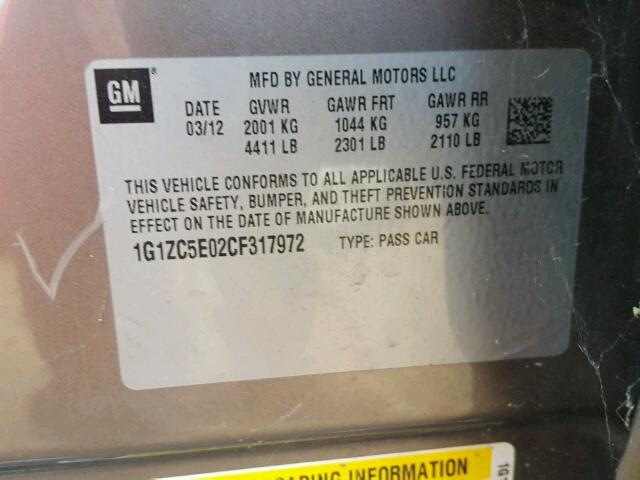 GM®
MFD BY GENERAL MOTORS LLC
DATE GVWR GAWR FRT GAWR RR
03/12 2001 KG 1044 KG 957 KG
4411 LB 2301 LB 2110 LB
THIS VEHICLE CONFORMS TO ALL APPLICABLE U.S. FEDERAL MOTOR
VEHICLE SAFETY, BUMPER, AND THEFT PREVENTION STANDARDS IN
EFFECT ON THE DATE OF MANUFACTURE SHOWN ABOVE.
1G1ZC5E02CF317972 TYPE: PASS CAR
INFORMATION